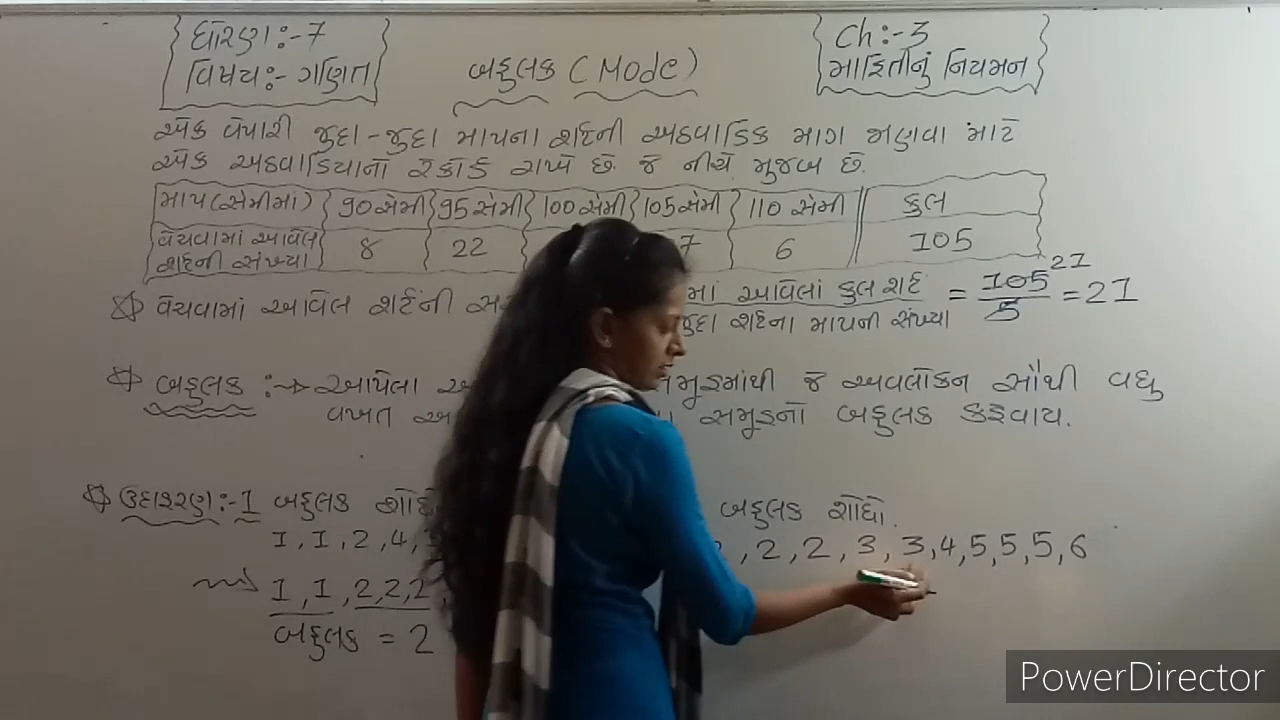 ધોરણ:-7
વિષય:- ગણિત
બહુલક (Mode)
Ch:-3
માહિતીનું નિયમન
એક વેપારી જુદા-જુદા માપના શર્ટની અઠવાડિક માગ જાણવા માટે
એક અઠવાડિયાનો રેકોર્ડ રાખે છે. જે નીચે મુજબ છે.
માપ(સેમીમાં) 90 સેમી 95 સેમી 100 સેમી 105 સેમી 110 સેમી કુલ
વેચવામાં આવેલ શર્ટની સંખ્યા 8 22 7 6 105
વેચવામાં આવેલ શર્ટની માં આવેલાં કુલ શર્ટ = 105 21 = 21
શર્ટના માપની સંખ્યા 5
બહુલક :→ આપેલા જે અવલોકન સૌથી વધુ
વખત સમૂહનો બહુલક કહેવાય.
ઉદાહરણ:-1 બહુલક બહુલક શોધો.
1, 1, 2, 4, , 2, 2, 3, 3, 4, 5, 5, 5, 6
1, 1, 2, 2, 2
બહુલક = 2
PowerDirector